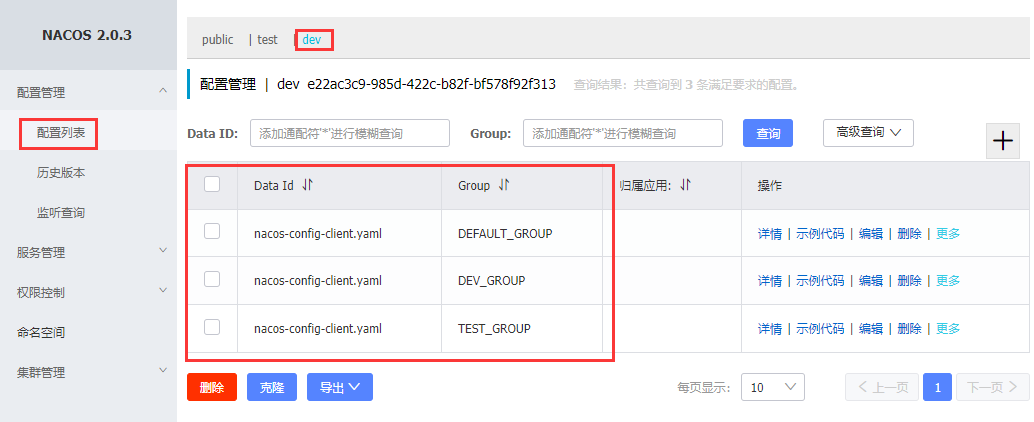 NACOS 2.0.3
配置管理
配置列表
历史版本
监听查询
服务管理
权限控制
命名空间
集群管理
public | test | dev
配置管理 | dev e22ac3c9-985d-422c-b82f-bf578f92f313 查询结果：共查询到 3 条满足要求的配置。
Data ID: 添加通配符'*'进行模糊查询 Group: 添加通配符'*'进行模糊查询 查询 高级查询
Data Id Group 归属应用: 操作
nacos-config-client.yaml DEFAULT_GROUP 详情 | 示例代码 | 编辑 | 删除 | 更多
nacos-config-client.yaml DEV_GROUP 详情 | 示例代码 | 编辑 | 删除 | 更多
nacos-config-client.yaml TEST_GROUP 详情 | 示例代码 | 编辑 | 删除 | 更多
删除 克隆 导出 每页显示: 10 上一页 1 下一页